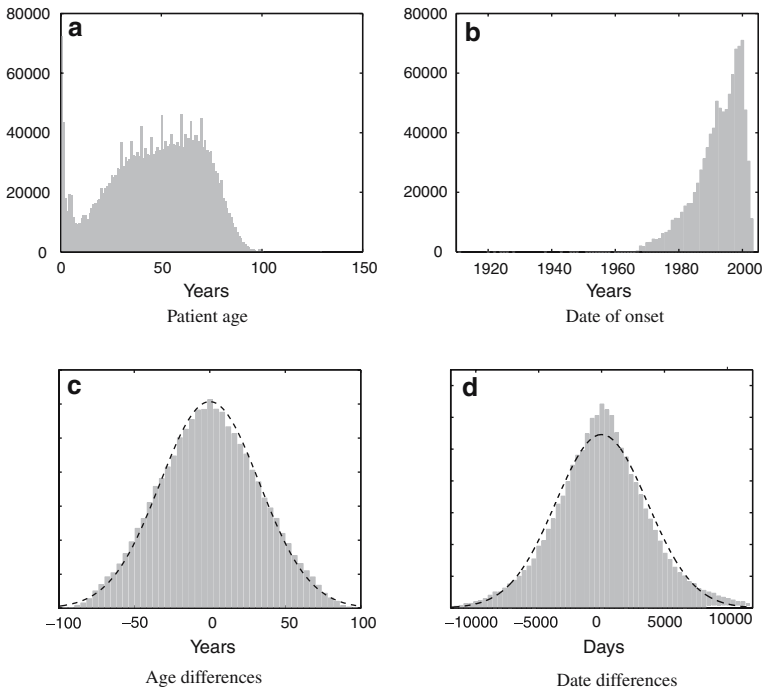 a
80000
60000
40000
20000
0
0 50 100 150
Years
Patient age
b
80000
60000
40000
20000
0
1920 1940 1960 1980 2000
Years
Date of onset
c
−100 −50 0 50 100
Years
Age differences
d
−10000 −5000 0 5000 10000
Days
Date differences